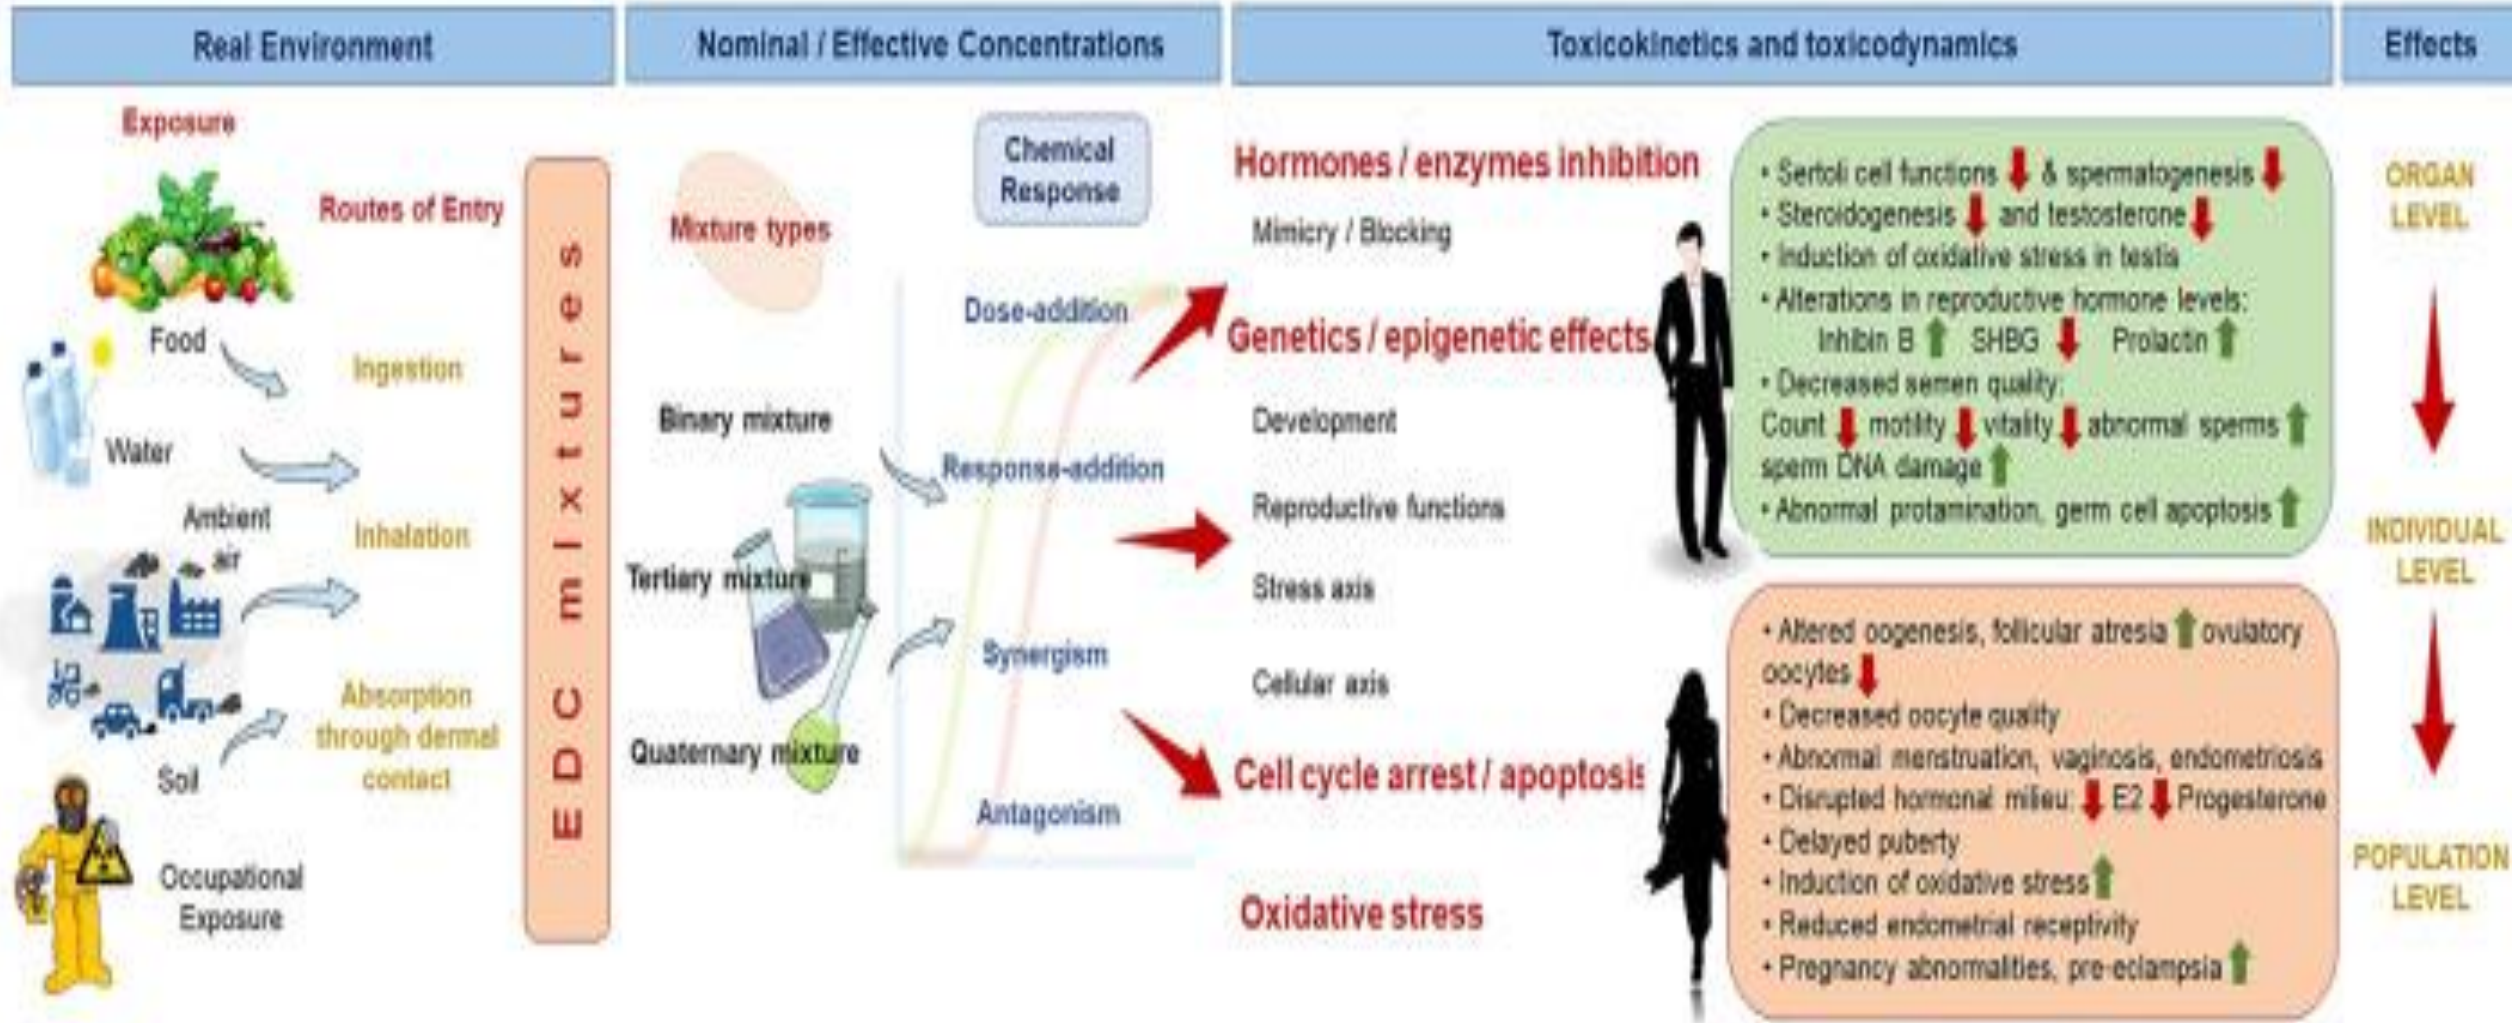 Real Environment
Nominal / Effective Concentrations
Toxicokinetics and toxicodynamics
Effects
Exposure
Routes of Entry
Food
Water
Ambient
air
Soil
Occupational
Exposure
Ingestion
Inhalation
Absorption
through dermal
contact
EDC mixtures
Mixture types
Binary mixture
Tertiary mixture
Quaternary mixture
Chemical
Response
Dose-addition
Response-addition
Synergism
Antagonism
Hormones / enzymes inhibition
Mimicry / Blocking
Genetics / epigenetic effects
Development
Reproductive functions
Stress axis
Cellular axis
Cell cycle arrest / apoptosis
Oxidative stress
• Sertoli cell functions ⬇ & spermatogenesis ⬇
• Steroidogenesis ⬇ and testosterone ⬇
• Induction of oxidative stress in testis
• Alterations in reproductive hormone levels:
Inhibin B ⬆ SHBG ⬇ Prolactin ⬆
• Decreased semen quality:
Count ⬇ motility ⬇ vitality ⬇ abnormal sperms ⬆
sperm DNA damage ⬆
• Abnormal protamination, germ cell apoptosis ⬆
• Altered oogenesis, follicular atresia ⬆ ovulatory
oocytes ⬇
• Decreased oocyte quality
• Abnormal menstruation, vaginosis, endometriosis
• Disrupted hormonal milieu: ⬇ E2 ⬇ Progesterone
• Delayed puberty
• Induction of oxidative stress ⬆
• Reduced endometrial receptivity
• Pregnancy abnormalities, pre-eclampsia ⬆
ORGAN
LEVEL
INDIVIDUAL
LEVEL
POPULATION
LEVEL